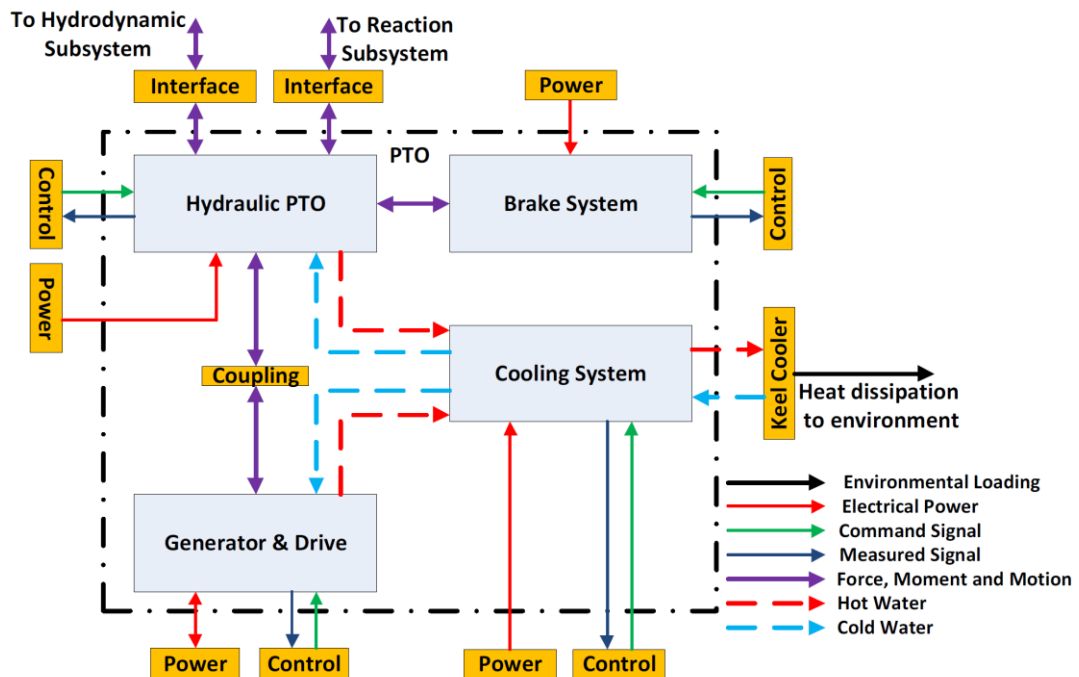 To Hydrodynamic
Subsystem
To Reaction
Subsystem
Interface
Interface
Power
PTO
Control
Hydraulic PTO
Brake System
Control
Power
Coupling
Cooling System
Keel Cooler
Heat dissipation
to environment
Generator & Drive
Environmental Loading
Electrical Power
Command Signal
Measured Signal
Force, Moment and Motion
Hot Water
Cold Water
Power
Control
Power
Control